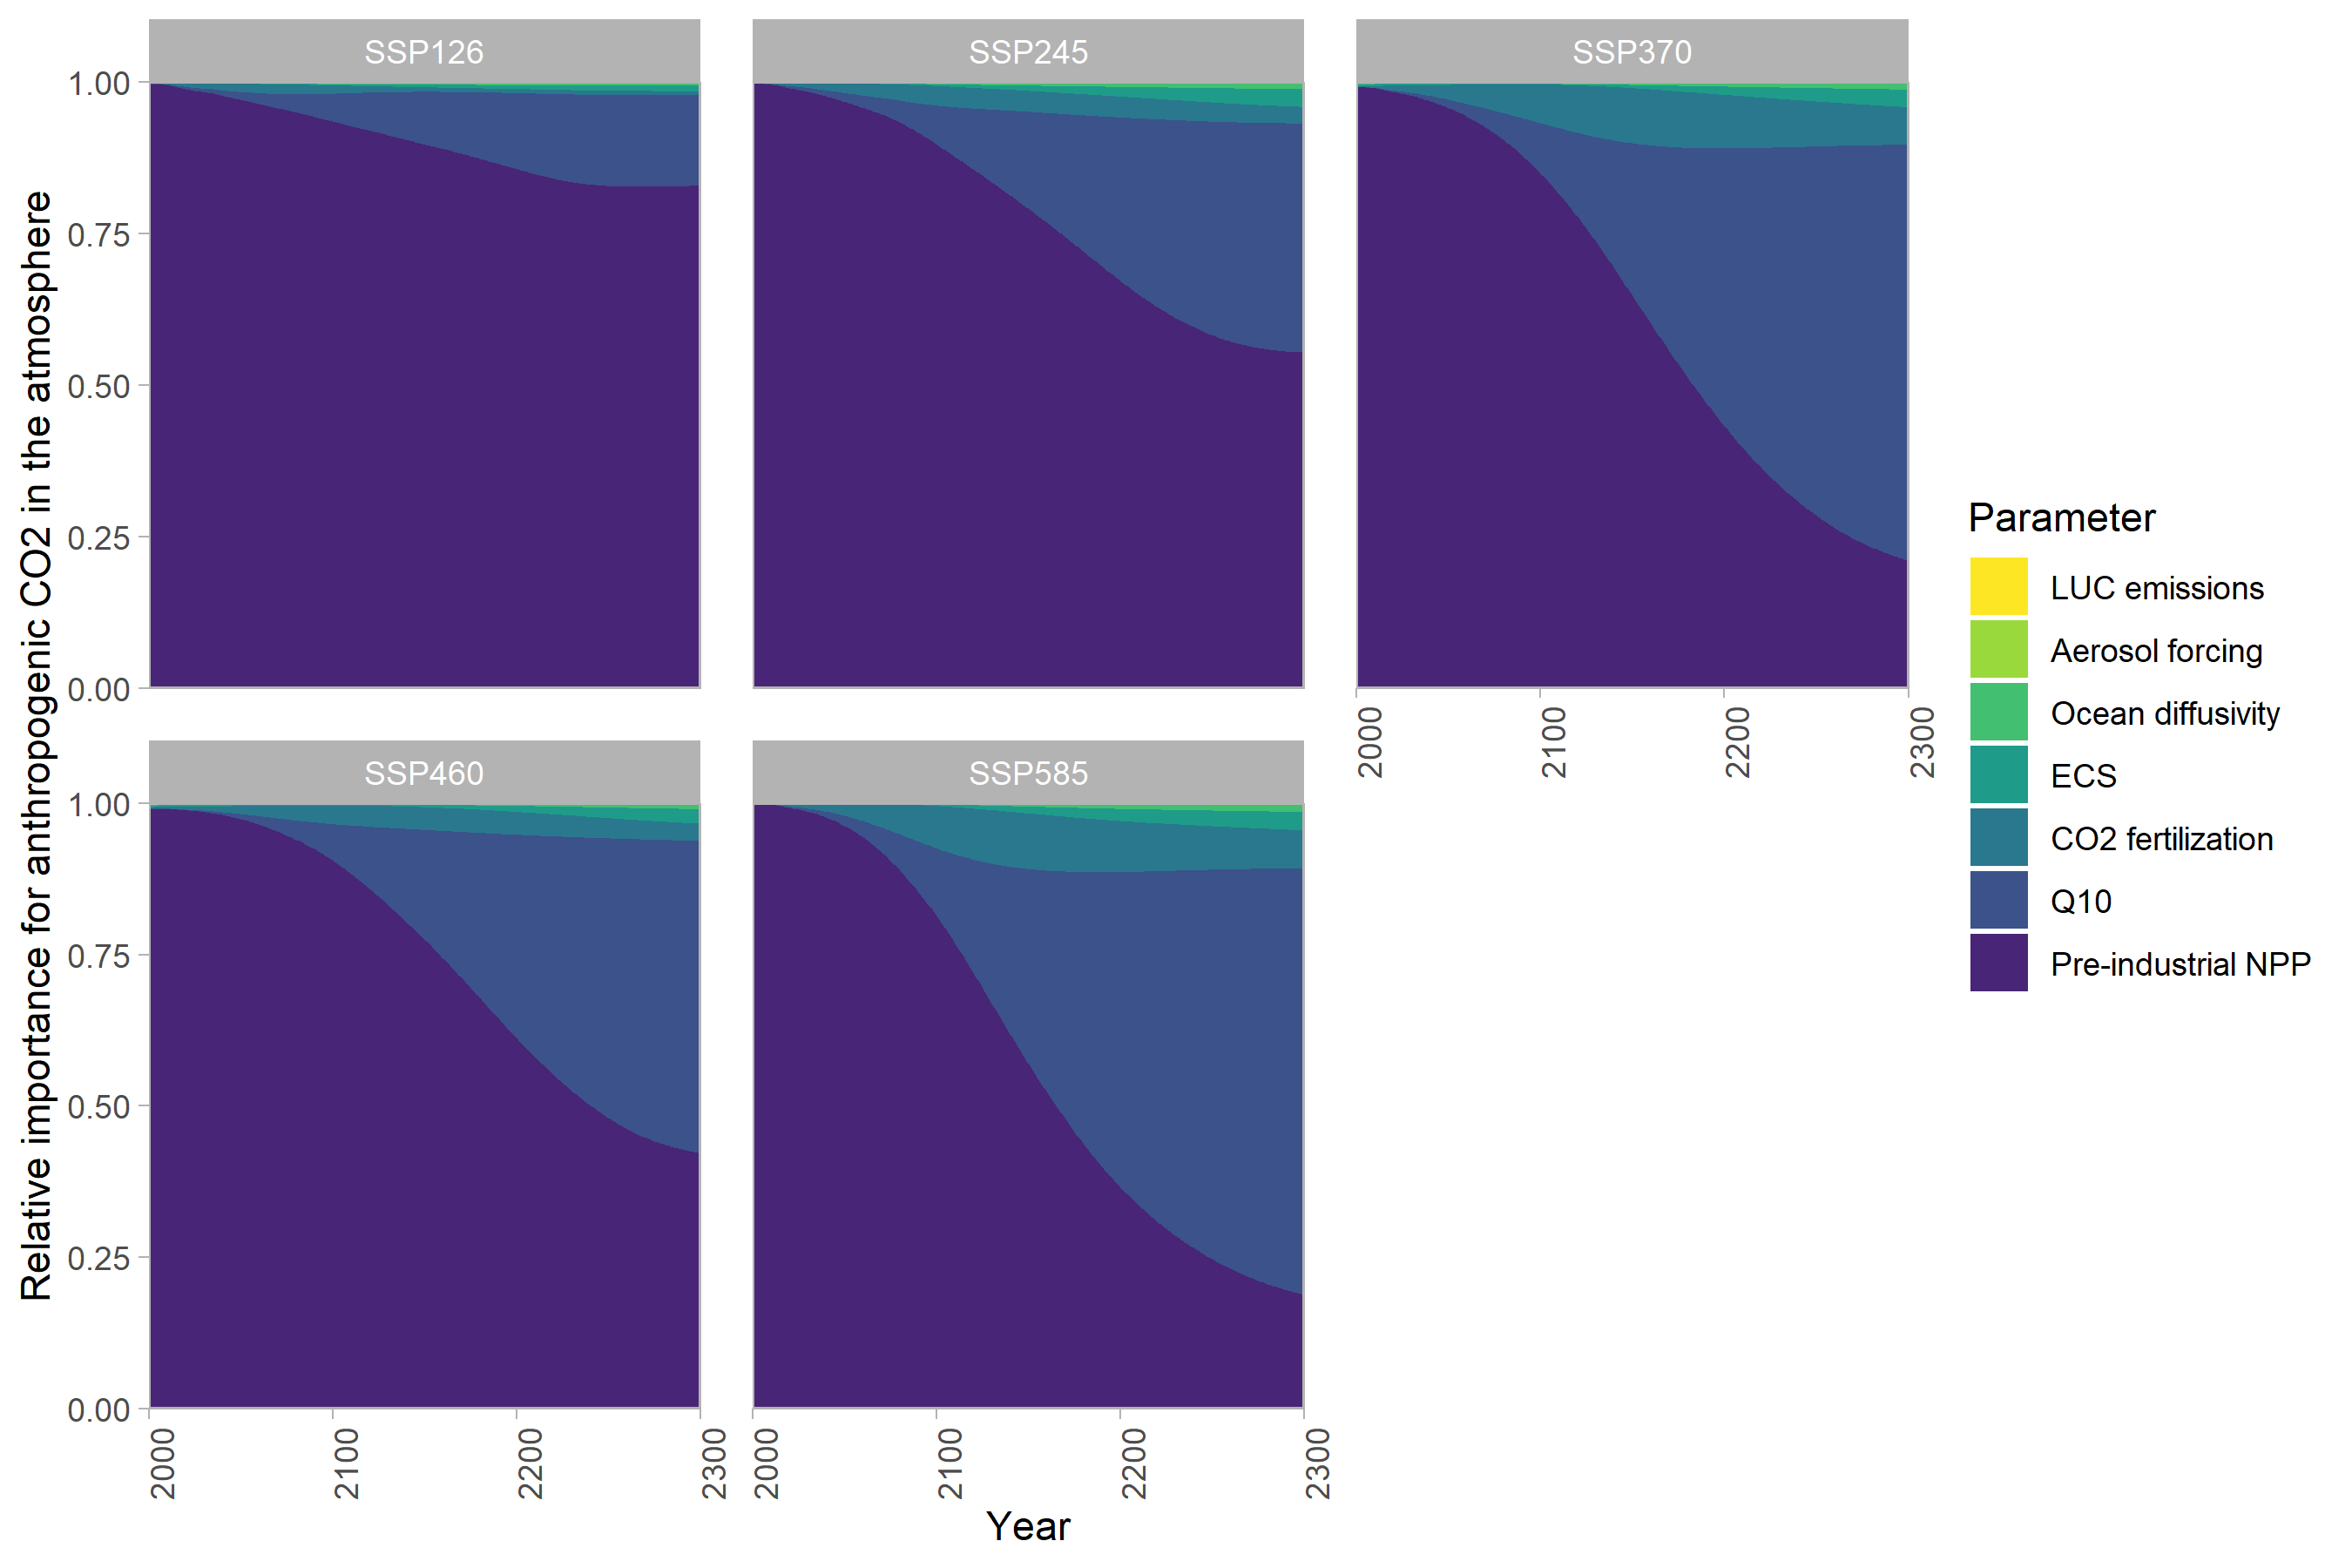 Relative importance for anthropogenic CO2 in the atmosphere
SSP126
SSP245
SSP370
1.00
0.75
0.50
0.25
0.00
2000
2100
2200
2300
SSP460
SSP585
1.00
0.75
0.50
0.25
0.00
2000
2100
2200
2300
2000
2100
2200
2300
Year
Parameter
LUC emissions
Aerosol forcing
Ocean diffusivity
ECS
CO2 fertilization
Q10
Pre-industrial NPP